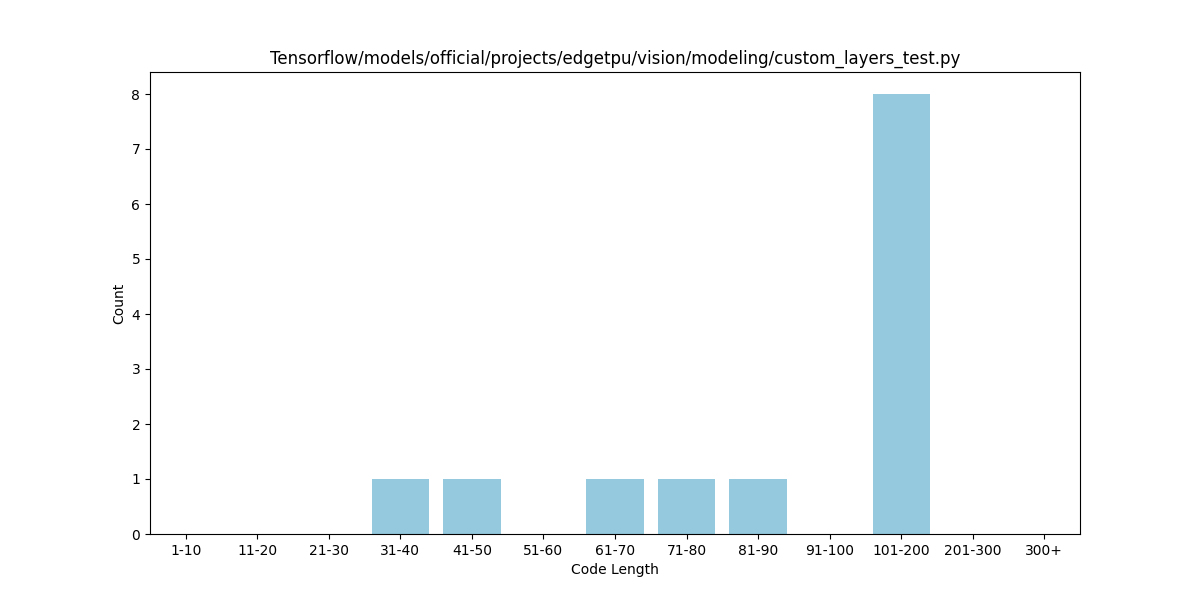 Tensorflow/models/official/projects/edgetpu/vision/modeling/custom_layers_test.py
8
7
6
5
4
3
2
1
0
Count
1-10 11-20 21-30 31-40 41-50 51-60 61-70 71-80 81-90 91-100 101-200 201-300 300+
Code Length